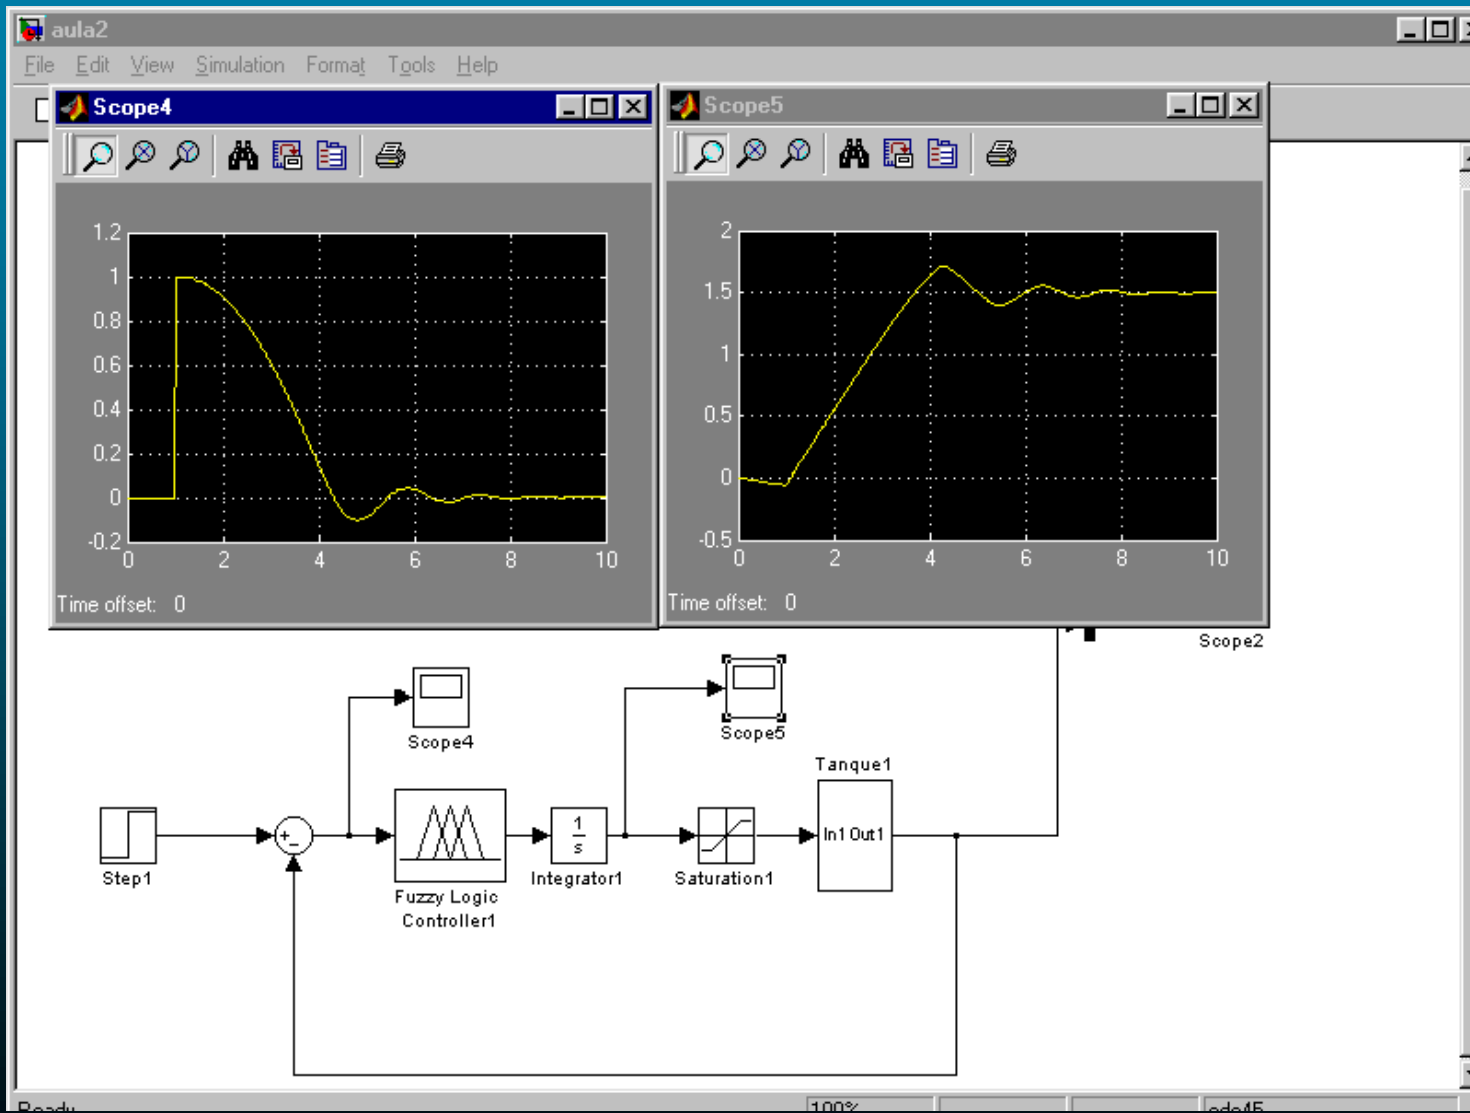 aula2
File Edit View Simulation Format Tools Help
Scope4
1.2
1
0.8
0.6
0.4
0.2
0
-0.2
0 2 4 6 8 10
Time offset: 0
Scope5
2
1.5
1
0.5
0
-0.5
0 2 4 6 8 10
Time offset: 0
Scope2
Scope4
Scope5
Tanque1
Step1
+
-
Fuzzy Logic
Controller1
1
s
Integrator1
Saturation1
In1 Out1
Ready 100% ode45